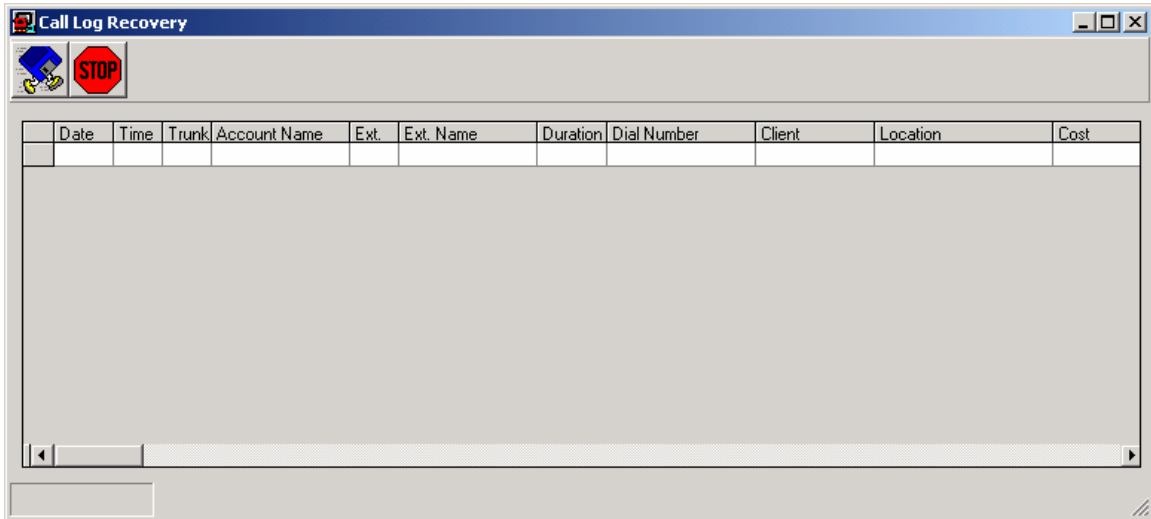 Call Log Recovery
STOP
Date Time Trunk Account Name Ext. Ext. Name Duration Dial Number Client Location Cost